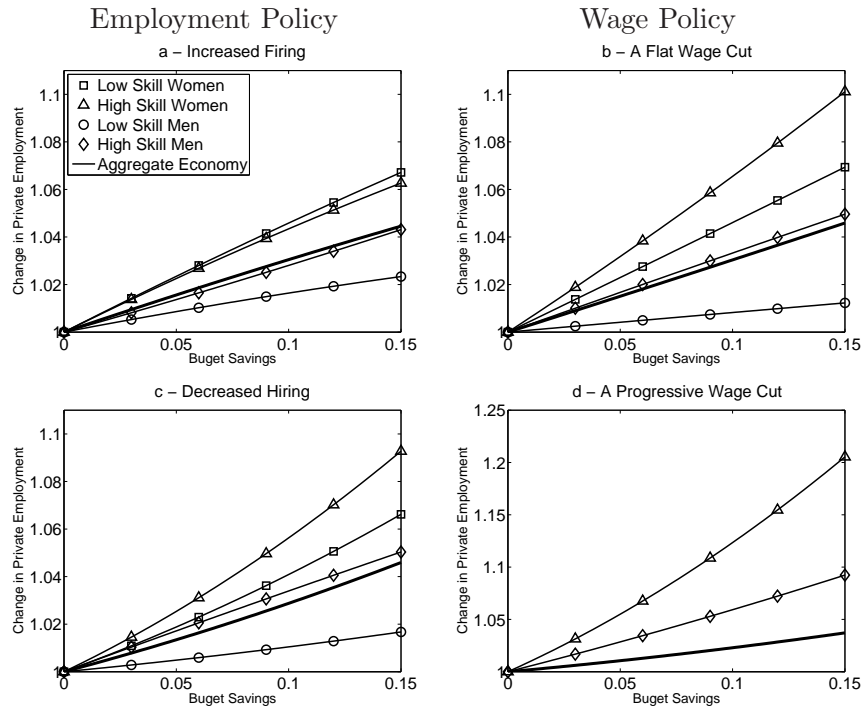 Employment Policy
Wage Policy
a – Increased Firing
Low Skill Women
High Skill Women
Low Skill Men
High Skill Men
Aggregate Economy
Change in Private Employment
1.1
1.08
1.06
1.04
1.02
1
0
0.05
0.1
0.15
Buget Savings
b – A Flat Wage Cut
Change in Private Employment
1.1
1.08
1.06
1.04
1.02
1
0
0.05
0.1
0.15
Buget Savings
c – Decreased Hiring
Change in Private Employment
1.1
1.08
1.06
1.04
1.02
1
0
0.05
0.1
0.15
Buget Savings
d – A Progressive Wage Cut
Change in Private Employment
1.25
1.2
1.15
1.1
1.05
1
0
0.05
0.1
0.15
Buget Savings